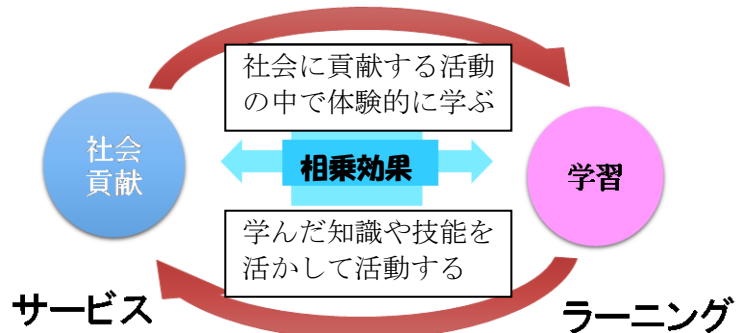 社会に貢献する活動
の中で体験的に学ぶ
社会
貢献
相乗効果
学習
学んだ知識や技能を
活かして活動する
サービス
ラーニング